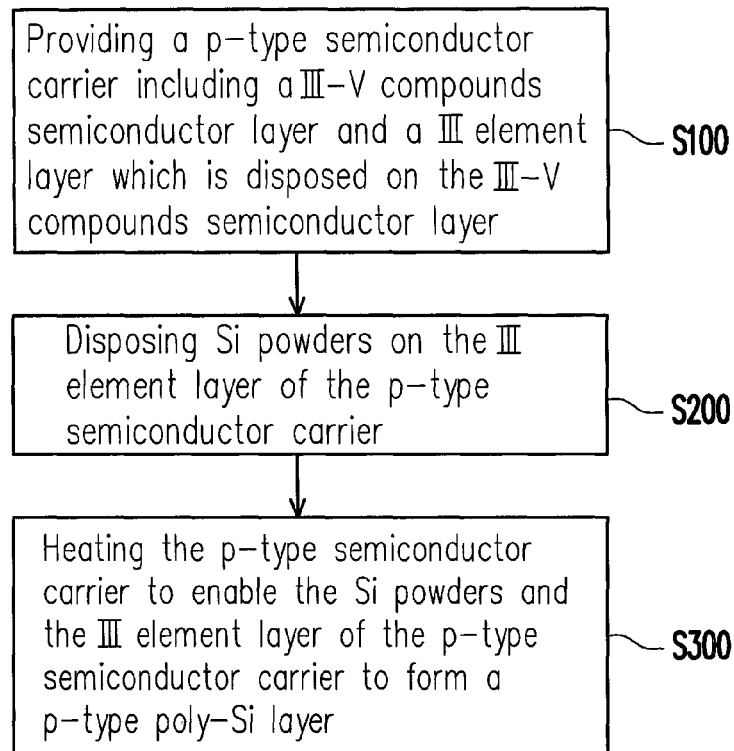 Providing a p-type semiconductor
carrier including a Ⅲ-V compounds
semiconductor layer and a Ⅲ element
layer which is disposed on the Ⅲ-V
compounds semiconductor layer
S100
Disposing Si powders on the Ⅲ
element layer of the p-type
semiconductor carrier
S200
Heating the p-type semiconductor
carrier to enable the Si powders and
the Ⅲ element layer of the p-type
semiconductor carrier to form a
p-type poly-Si layer
S300